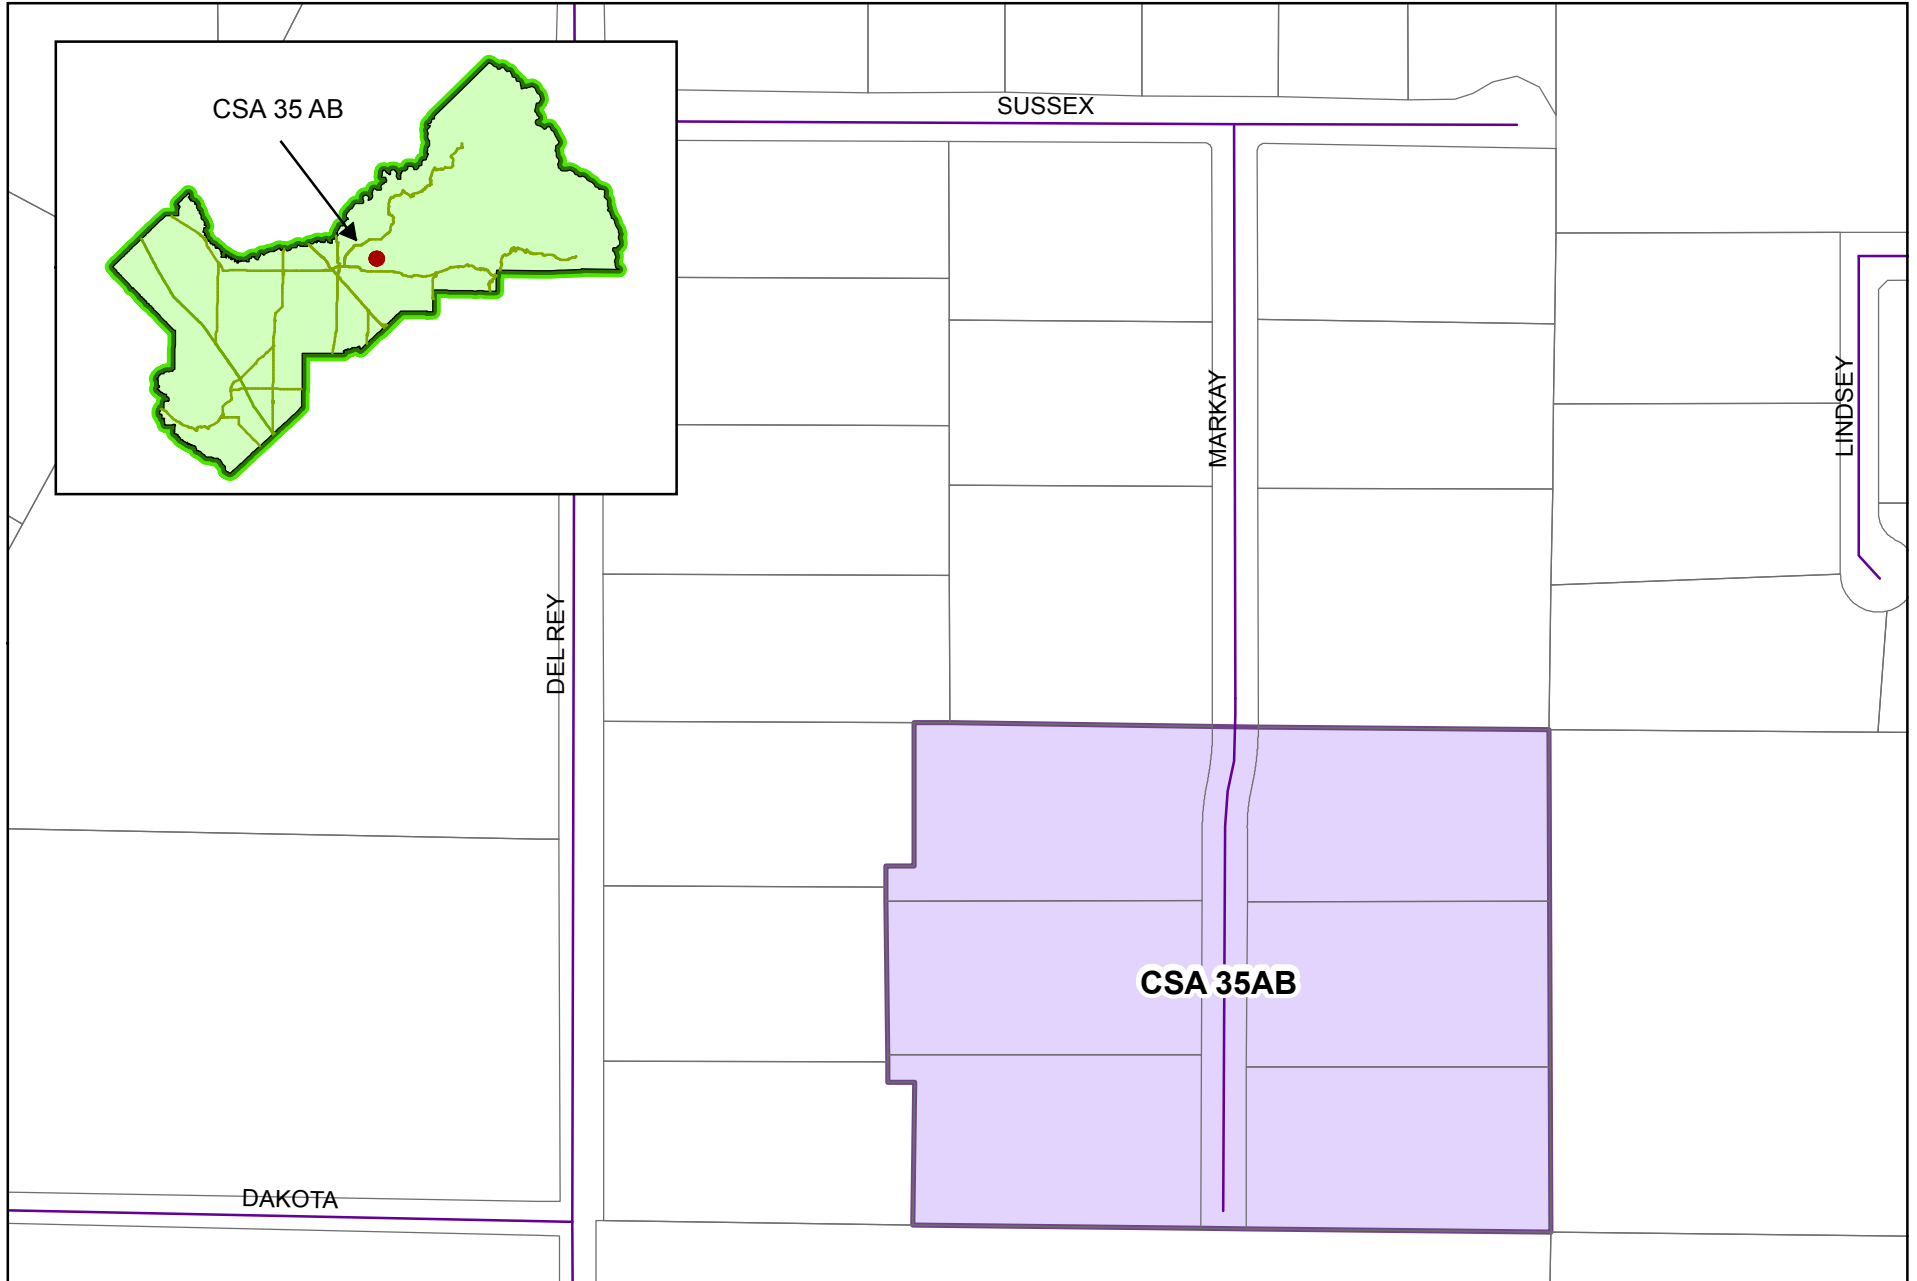 CSA 35 AB
SUSSEX
MARKAY
LINDSEY
DEL REY
CSA 35AB
DAKOTA